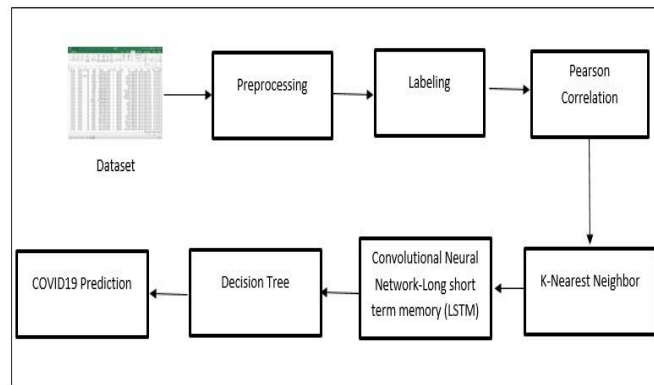 Dataset
Preprocessing
Labeling
Pearson
Correlation
K-Nearest Neighbor
Convolutional Neural
Network-Long short
term memory (LSTM)
Decision Tree
COVID19 Prediction